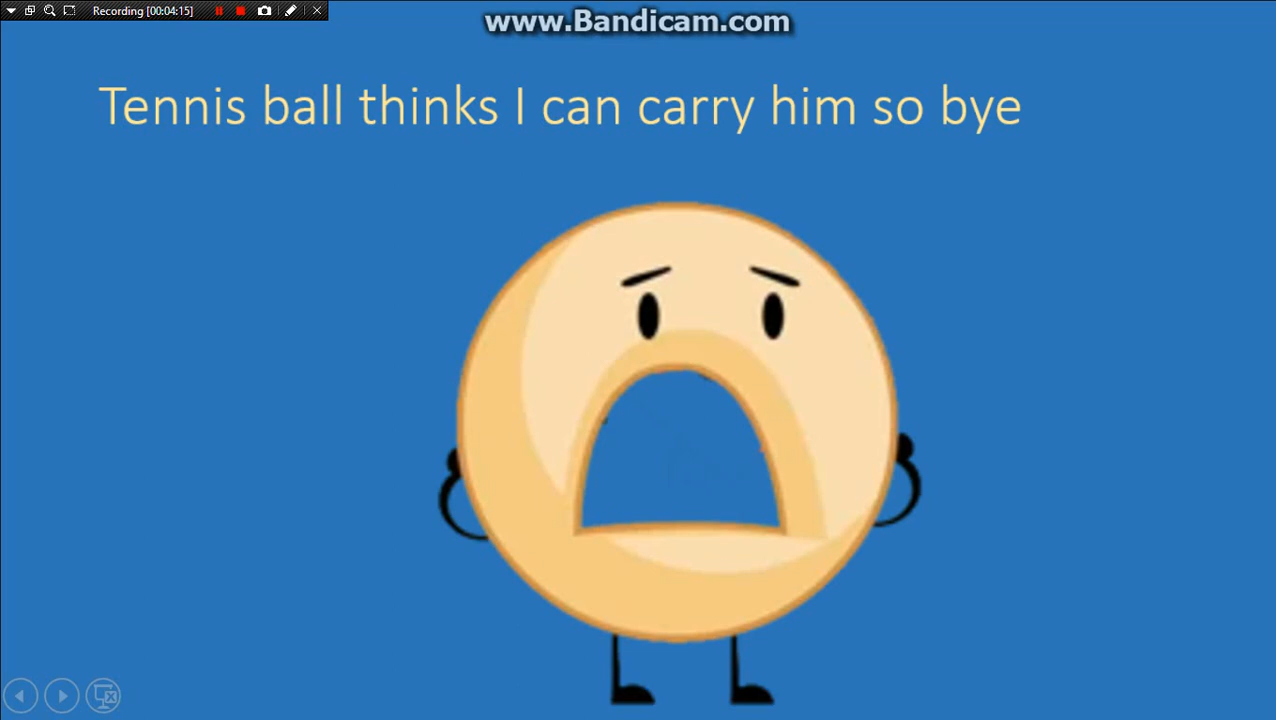 Recording [00:04:15]
www.Bandicam.com
Tennis ball thinks I can carry him so bye